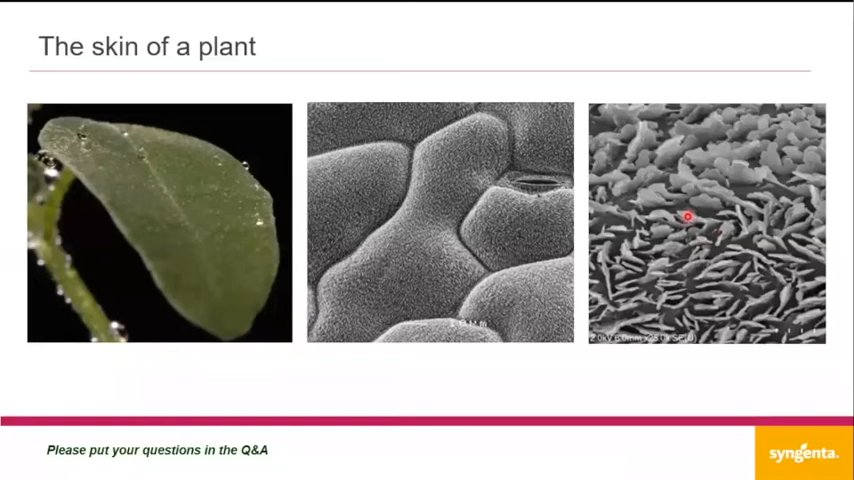 The skin of a plant
Please put your questions in the Q&A
syngenta.